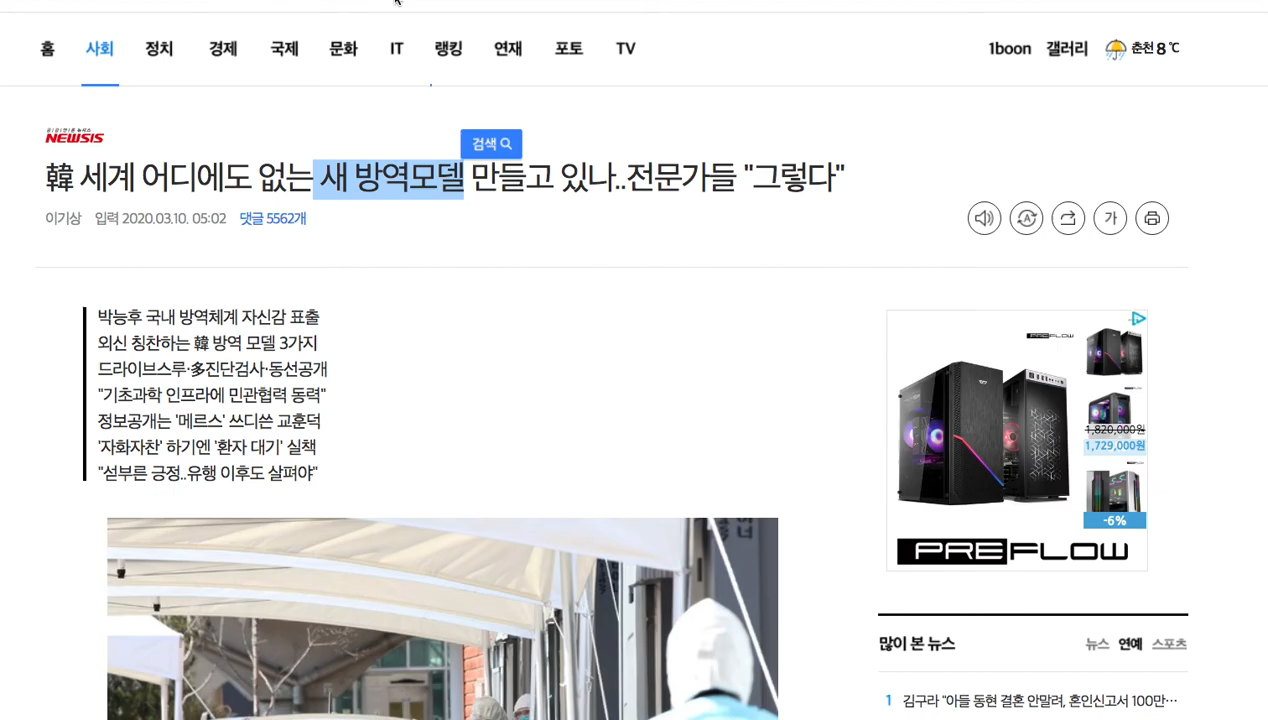 홈 사회 정치 경제 국제 문화 IT 랭킹 연재 포토 TV 1boon 갤러리 춘천 8℃
NEWSIS
검색
韓 세계 어디에도 없는 새 방역모델 만들고 있나..전문가들 "그렇다"
이기상 입력 2020.03.10. 05:02 댓글 5562개
가
박능후 국내 방역체계 자신감 표출
외신 칭찬하는 韓 방역 모델 3가지
드라이브스루·多진단검사·동선공개
"기초과학 인프라에 민관협력 동력"
정보공개는 '메르스' 쓰디쓴 교훈덕
'자화자찬' 하기엔 '환자 대기' 실책
"섣부른 긍정..유행 이후도 살펴야"
PREFLOW
1,820,000원
1,729,000원
-6%
PREFLOW
많이 본 뉴스 뉴스 연예 스포츠
1 김구라 "아들 동현 결혼 안말려, 혼인신고서 100만…